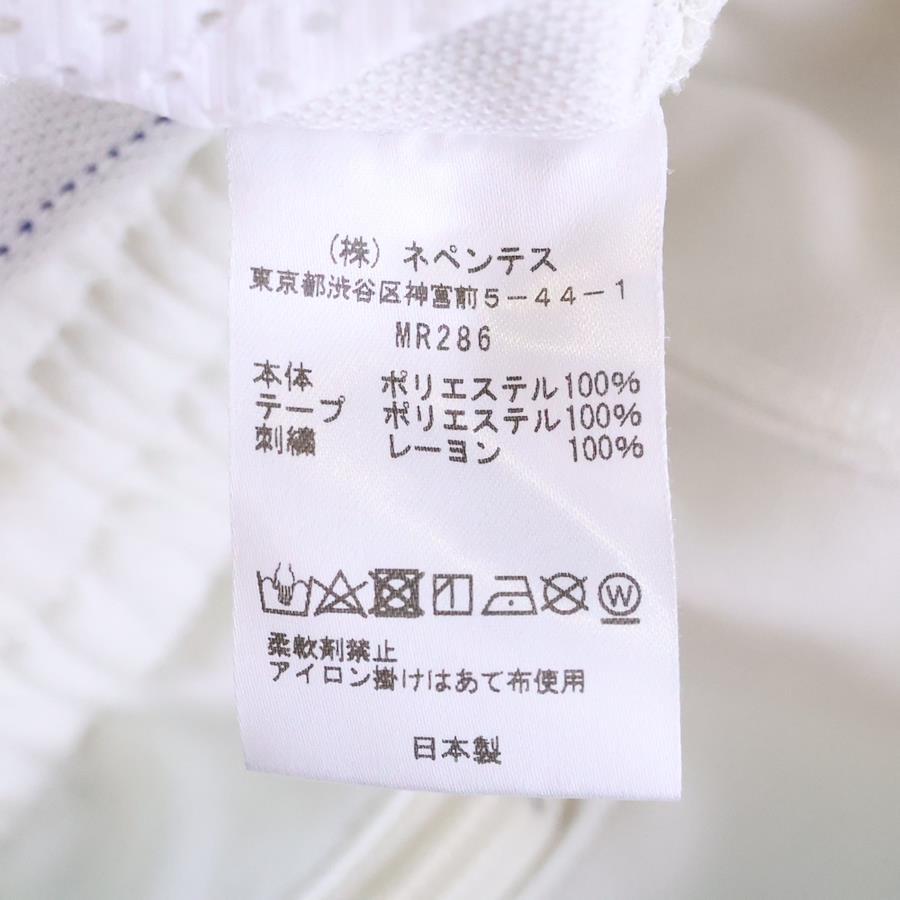 (株) ネペンテス
東京都渋谷区神宮前5-44-1
MR286
本体 ポリエステル100%
テープ ポリエステル100%
刺繍 レーヨン 100%
W
柔軟剤禁止
アイロン掛けはあて布使用
日本製